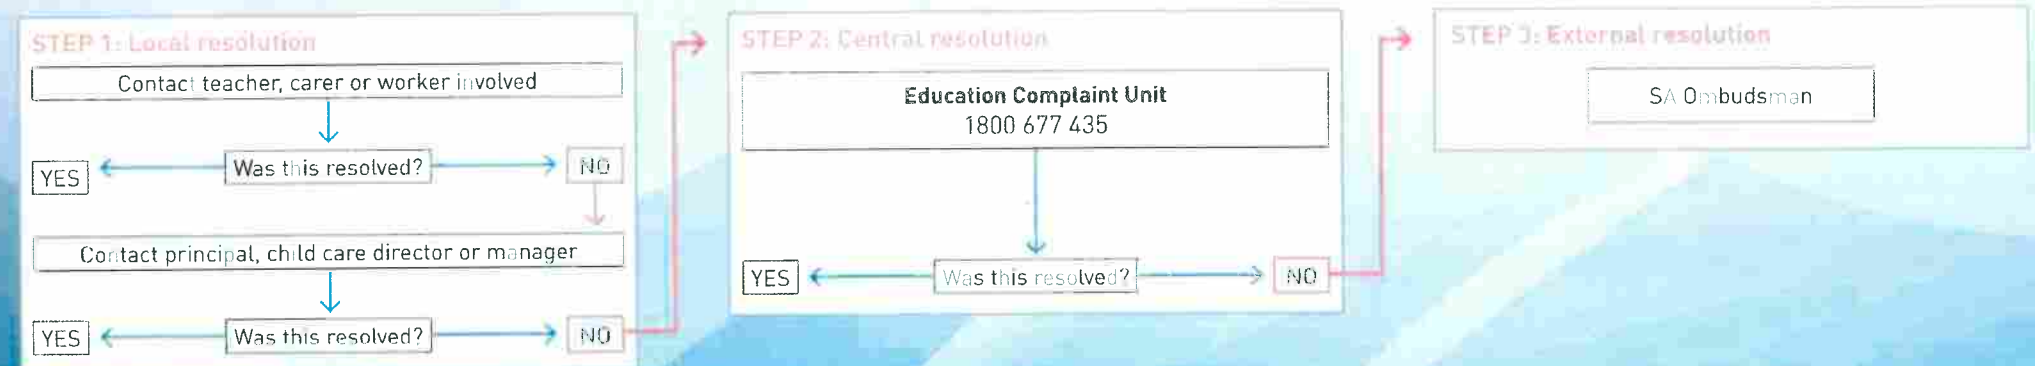 STEP 1: Local resolution
Contact teacher, carer or worker involved
Was this resolved?
YES
NO
Contact principal, child care director or manager
Was this resolved?
YES
NO
STEP 2: Central resolution
Education Complaint Unit
1800 677 435
Was this resolved?
YES
NO
STEP 3: External resolution
SA Ombudsman